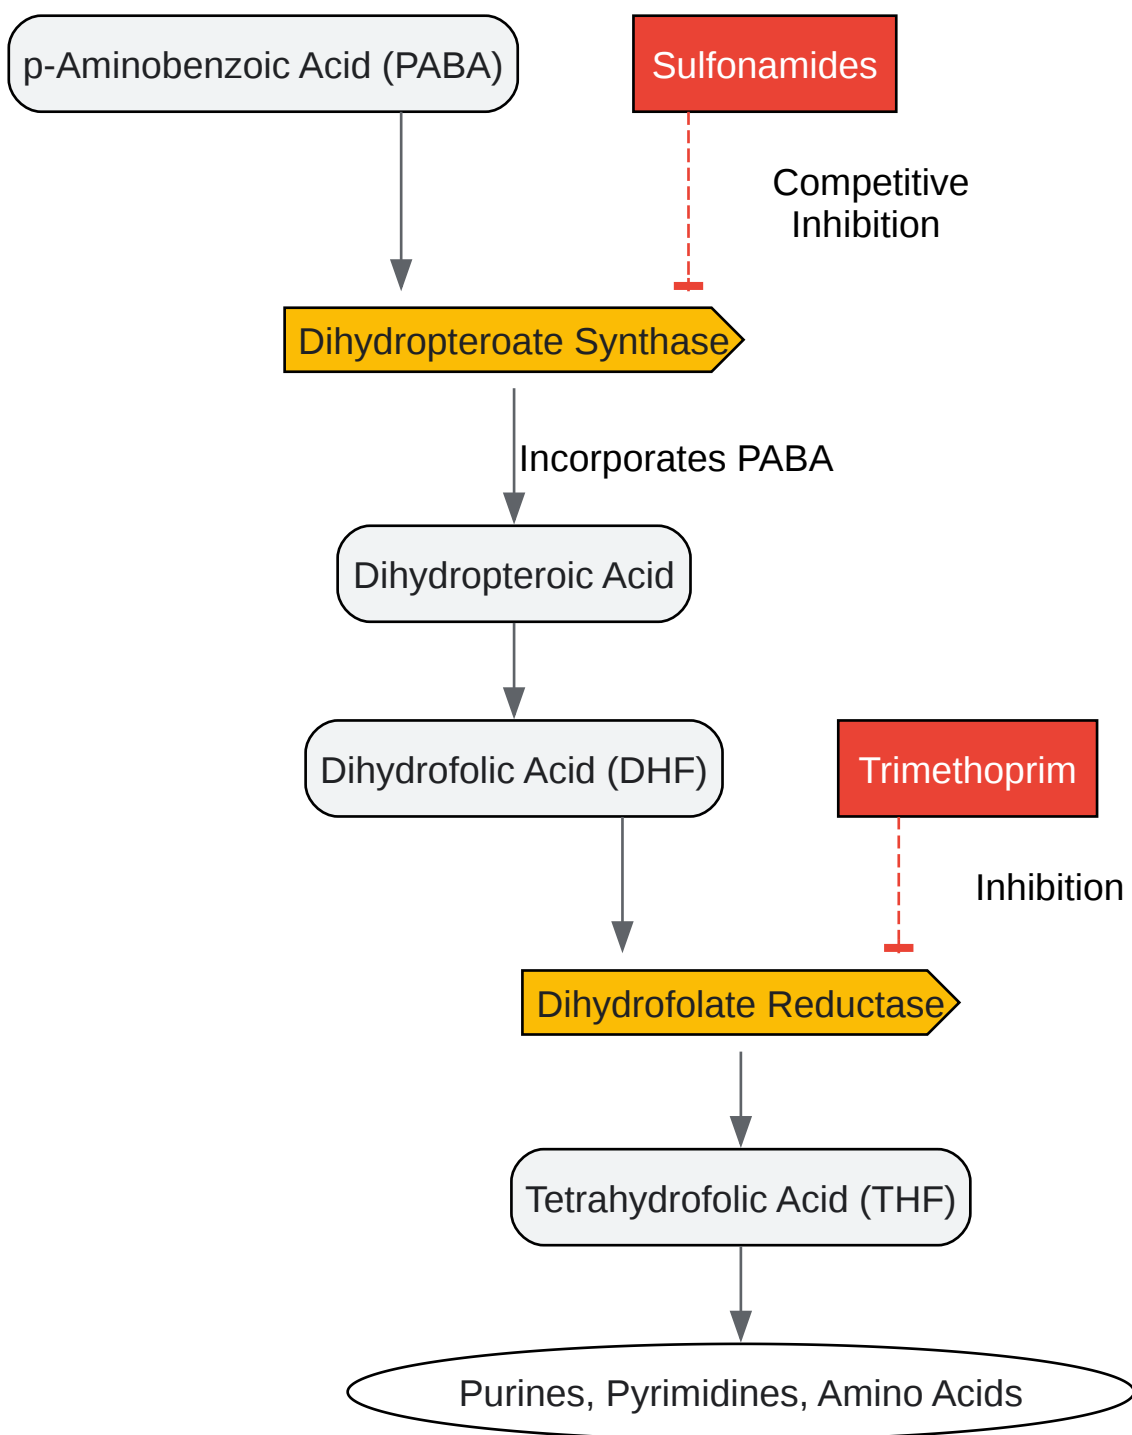 p-Aminobenzoic Acid (PABA)
Sulfonamides
Competitive
Inhibition
Dihydropteroate Synthase
Incorporates PABA
Dihydropteroic Acid
Dihydrofolic Acid (DHF)
Trimethoprim
Inhibition
Dihydrofolate Reductase
Tetrahydrofolic Acid (THF)
Purines, Pyrimidines, Amino Acids